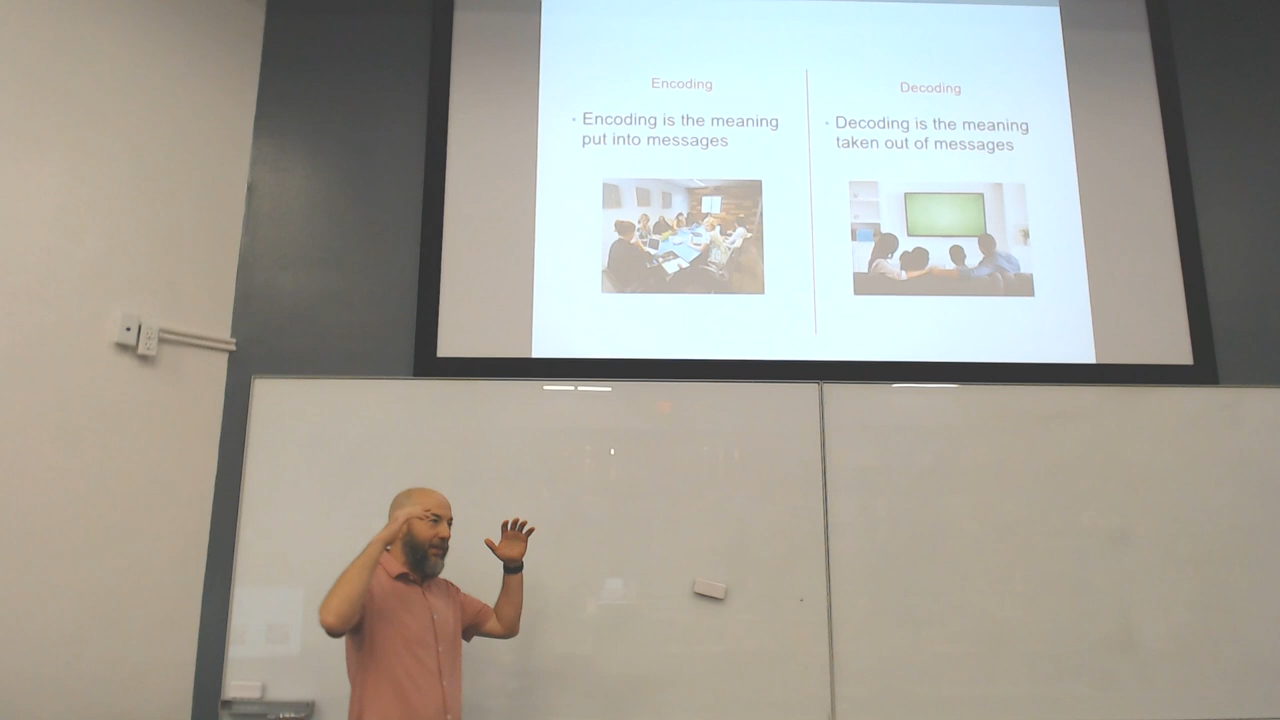 Encoding
• Encoding is the meaning
put into messages
Decoding
• Decoding is the meaning
taken out of messages